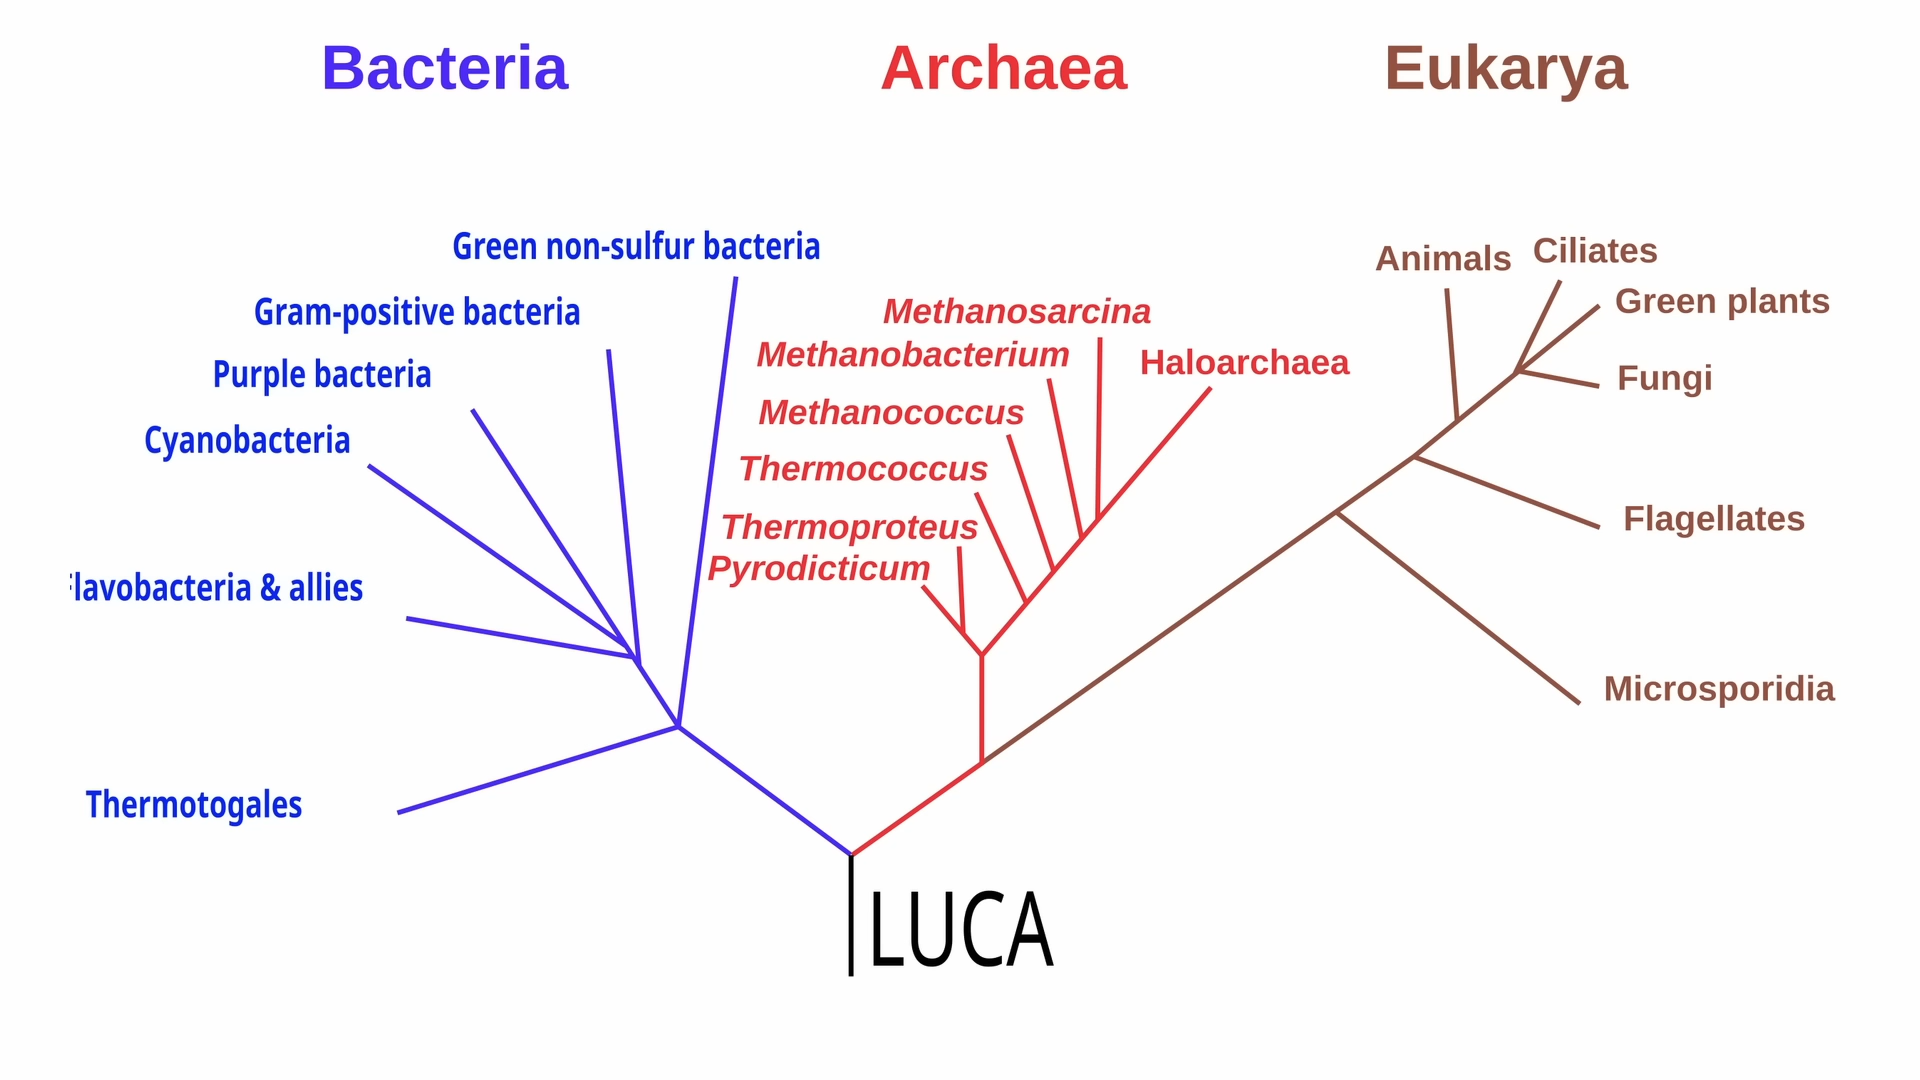 Bacteria
Archaea
Eukarya
Green non-sulfur bacteria
Gram-positive bacteria
Purple bacteria
Cyanobacteria
lavobacteria & allies
Thermotogales
Methanosarcina
Methanobacterium
Haloarchaea
Methanococcus
Thermococcus
Thermoproteus
Pyrodicticum
Animals
Ciliates
Green plants
Fungi
Flagellates
Microsporidia
LUCA